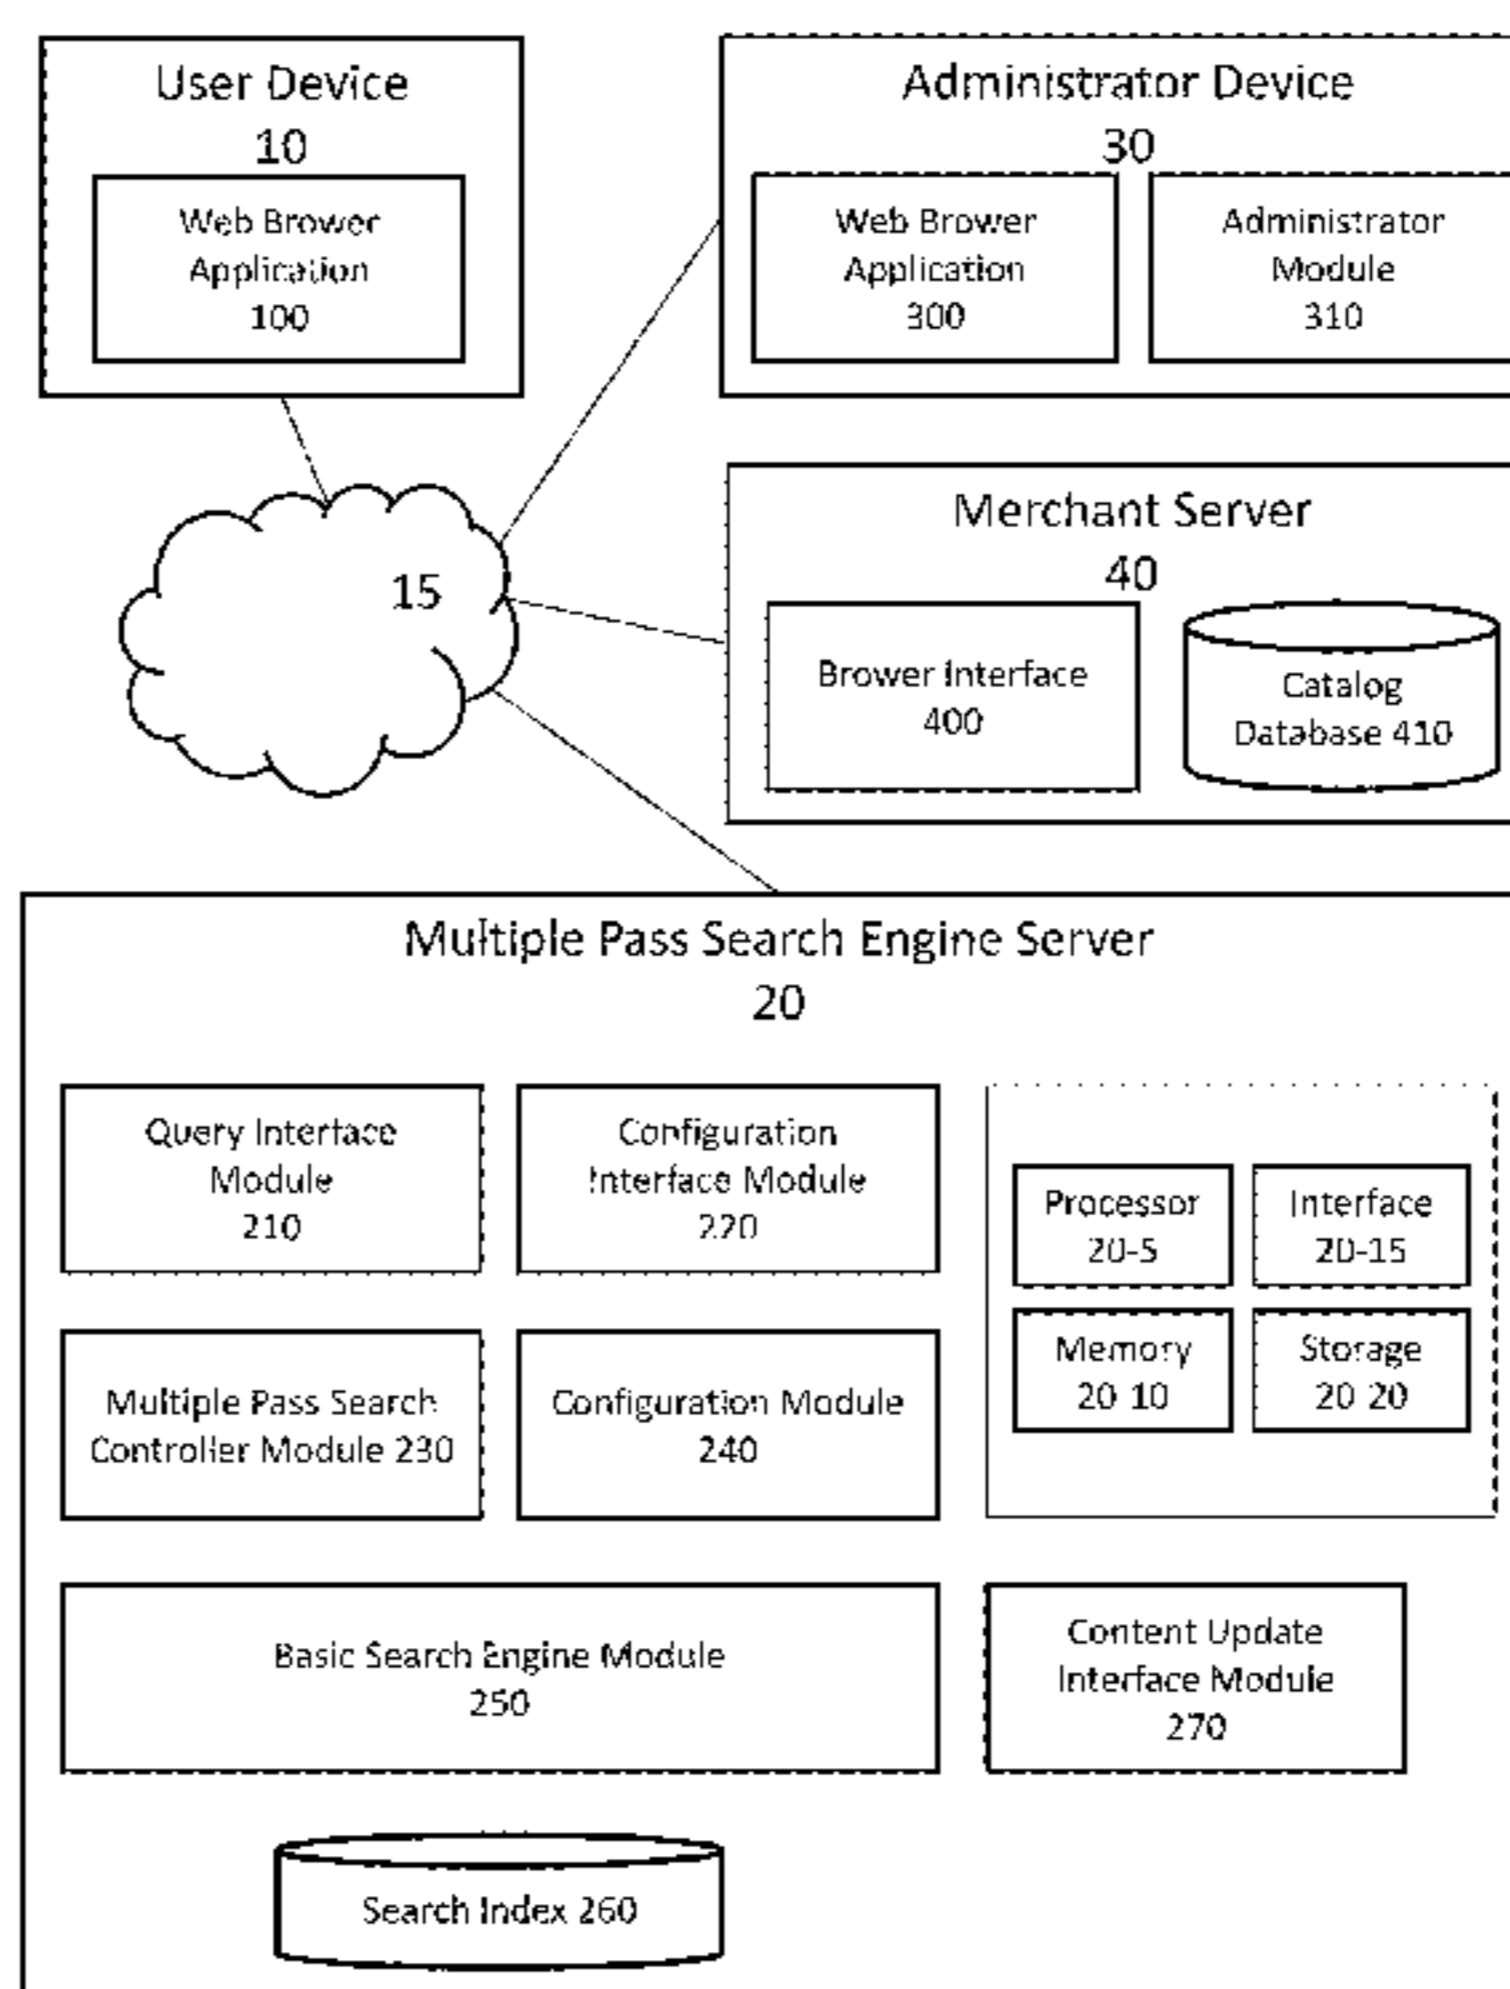 User Device
10
Web Brower
Application
100
Administrator Device
30
Web Brower
Application
300
Administrator
Module
310
15
Merchant Server
40
Brower Interface
400
Catalog
Database 410
Multiple Pass Search Engine Server
20
Query Interface
Module
210
Configuration
Interface Module
220
Processor
20-5
Interface
20-15
Memory
20-10
Storage
20-20
Multiple Pass Search
Controller Module 230
Configuration Module
240
Basic Search Engine Module
250
Content Update
Interface Module
270
Search Index 260